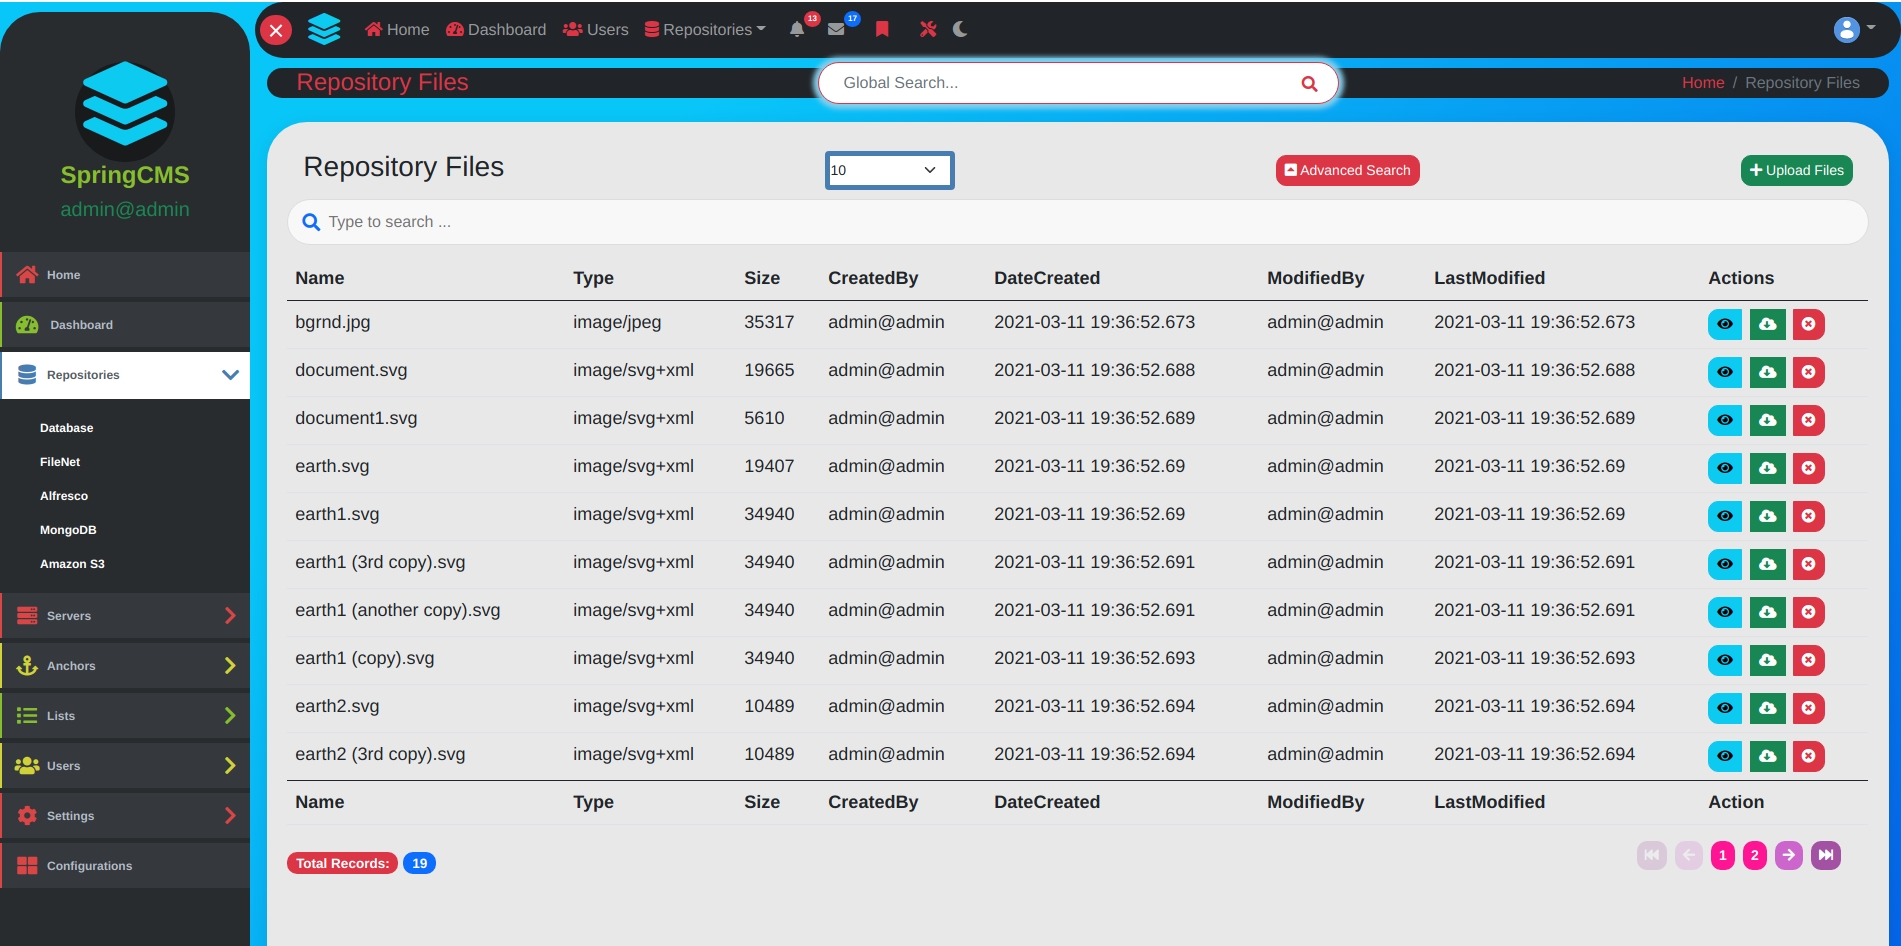 SpringCMS
admin@admin
Home
Dashboard
Repositories
Database
FileNet
Alfresco
MongoDB
Amazon S3
Servers
Anchors
Lists
Users
Settings
Configurations
Home Dashboard Users Repositories 13 17
Repository Files Global Search... Home / Repository Files
Repository Files 10 Advanced Search Upload Files
Type to search ...
Name Type Size CreatedBy DateCreated ModifiedBy LastModified Actions
bgrnd.jpg image/jpeg 35317 admin@admin 2021-03-11 19:36:52.673 admin@admin 2021-03-11 19:36:52.673
document.svg image/svg+xml 19665 admin@admin 2021-03-11 19:36:52.688 admin@admin 2021-03-11 19:36:52.688
document1.svg image/svg+xml 5610 admin@admin 2021-03-11 19:36:52.689 admin@admin 2021-03-11 19:36:52.689
earth.svg image/svg+xml 19407 admin@admin 2021-03-11 19:36:52.69 admin@admin 2021-03-11 19:36:52.69
earth1.svg image/svg+xml 34940 admin@admin 2021-03-11 19:36:52.69 admin@admin 2021-03-11 19:36:52.69
earth1 (3rd copy).svg image/svg+xml 34940 admin@admin 2021-03-11 19:36:52.691 admin@admin 2021-03-11 19:36:52.691
earth1 (another copy).svg image/svg+xml 34940 admin@admin 2021-03-11 19:36:52.691 admin@admin 2021-03-11 19:36:52.691
earth1 (copy).svg image/svg+xml 34940 admin@admin 2021-03-11 19:36:52.693 admin@admin 2021-03-11 19:36:52.693
earth2.svg image/svg+xml 10489 admin@admin 2021-03-11 19:36:52.694 admin@admin 2021-03-11 19:36:52.694
earth2 (3rd copy).svg image/svg+xml 10489 admin@admin 2021-03-11 19:36:52.694 admin@admin 2021-03-11 19:36:52.694
Name Type Size CreatedBy DateCreated ModifiedBy LastModified Action
Total Records: 19 1 2